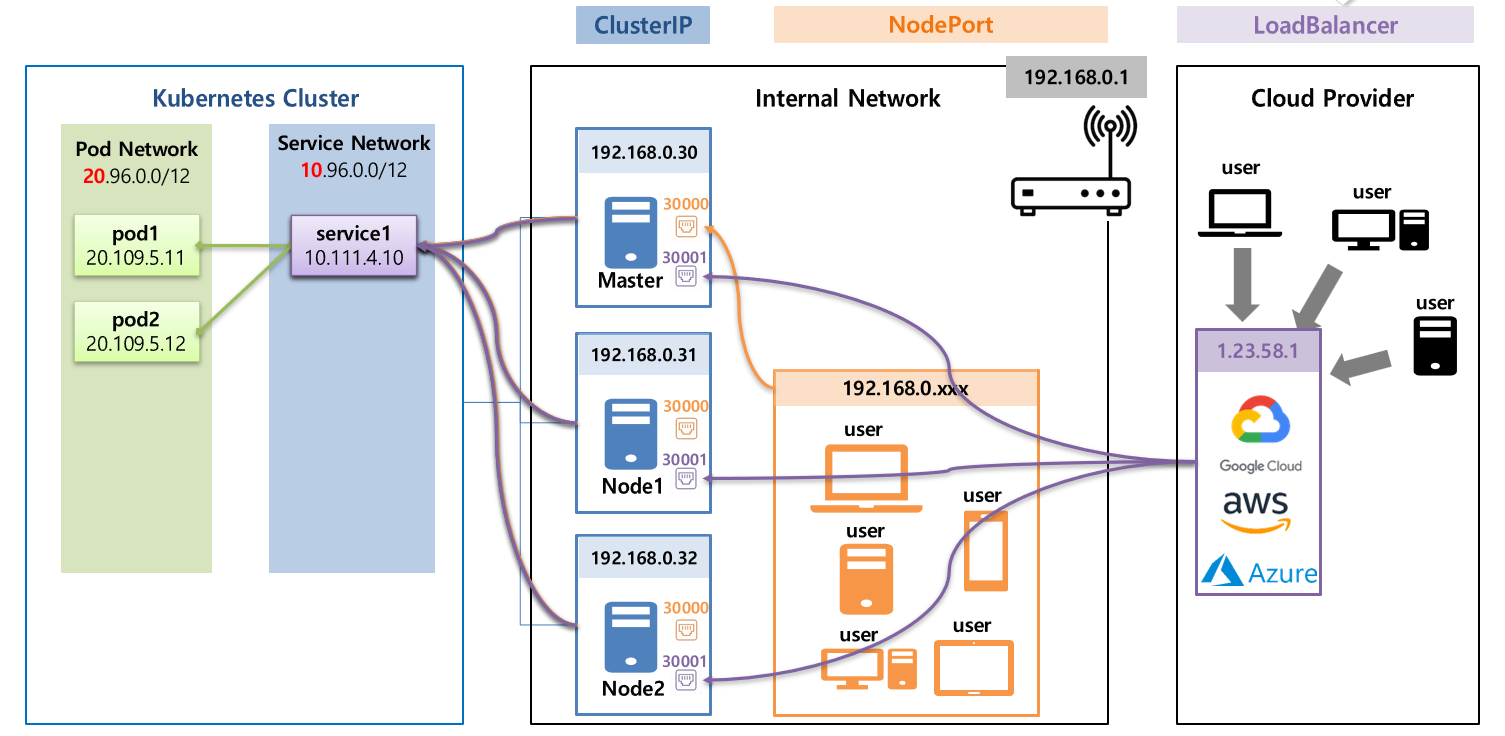 ClusterIP
NodePort
LoadBalancer
Kubernetes Cluster
Pod Network
20.96.0.0/12
pod1
20.109.5.11
pod2
20.109.5.12
Service Network
10.96.0.0/12
service1
10.111.4.10
Internal Network
192.168.0.1
192.168.0.30
30000
30001
Master
192.168.0.31
30000
30001
Node1
192.168.0.32
30000
30001
Node2
192.168.0.xxx
user
user
user
user
user
Cloud Provider
user
user
user
1.23.58.1
Google Cloud
aws
Azure